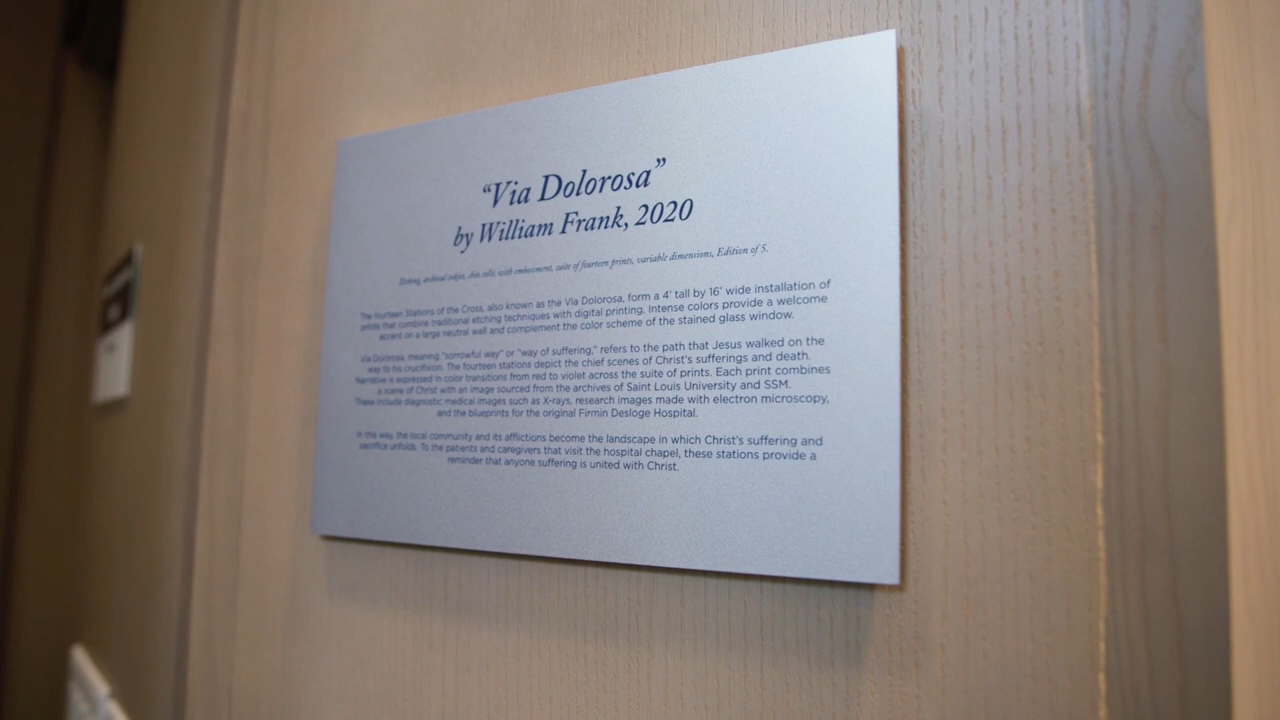 “Via Dolorosa”
by William Frank, 2020
Etching, archival inkjet, chin collé, with embossment, suite of fourteen prints, variable dimensions, Edition of 5.
The fourteen Stations of the Cross, also known as the Via Dolorosa, form a 4' tall by 16' wide installation of
prints that combine traditional etching techniques with digital printing. Intense colors provide a welcome
accent on a large neutral wall and complement the color scheme of the stained glass window.
Via Dolorosa, meaning “sorrowful way” or “way of suffering,” refers to the path that Jesus walked on the
way to his crucifixion. The fourteen stations depict the chief scenes of Christ’s sufferings and death.
Narrative is expressed in color transitions from red to violet across the suite of prints. Each print combines
a scene of Christ with an image sourced from the archives of Saint Louis University and SSM.
These include diagnostic medical images such as X-rays, research images made with electron microscopy,
and the blueprints for the original Firmin Desloge Hospital.
In this way, the local community and its afflictions become the landscape in which Christ’s suffering and
sacrifice unfolds. To the patients and caregivers that visit the hospital chapel, these stations provide a
reminder that anyone suffering is united with Christ.